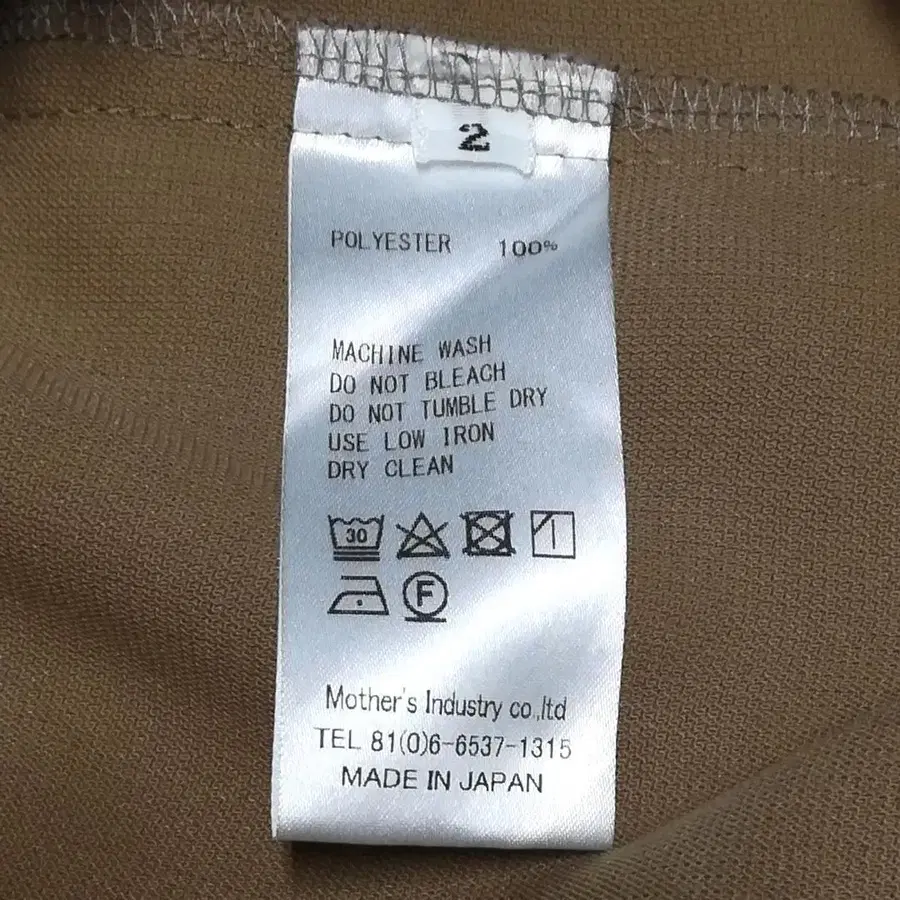 2
POLYESTER 100%
MACHINE WASH
DO NOT BLEACH
DO NOT TUMBLE DRY
USE LOW IRON
DRY CLEAN
30
F
Mother's Industry co.,ltd
TEL 81(0)6-6537-1315
MADE IN JAPAN